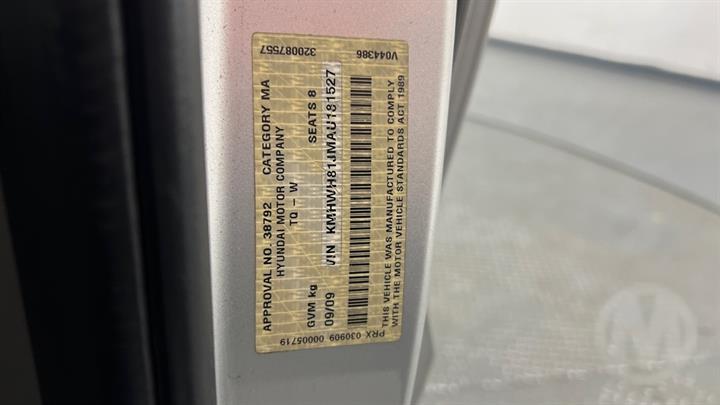 320087557 V044386
APPROVAL NO. 38792 CATEGORY MA
HYUNDAI MOTOR COMPANY
TQ - W
GVM kg SEATS 8
09/09 VIN KMHWH81JMAU181527
THIS VEHICLE WAS MANUFACTURED TO COMPLY
WITH THE MOTOR VEHICLE STANDARDS ACT 1989
PRX 030909 00005719
M